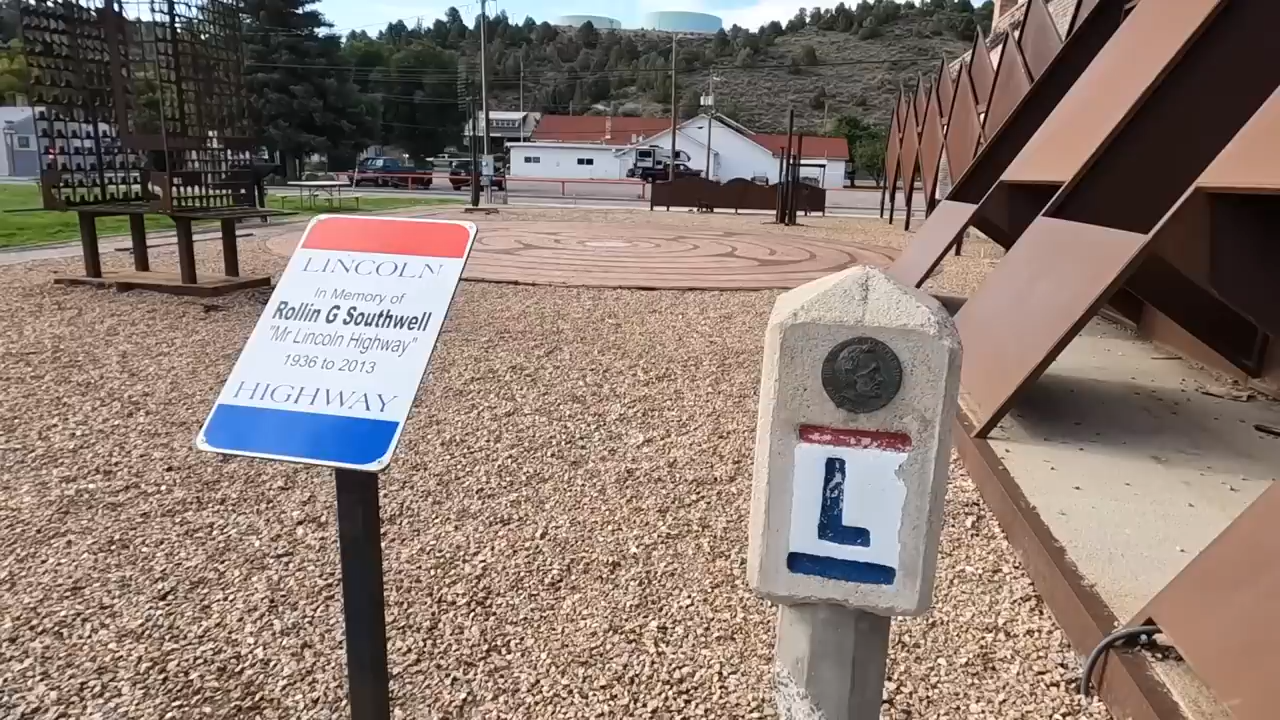 LINCOLN
In Memory of
Rollin G Southwell
"Mr Lincoln Highway"
1936 to 2013
HIGHWAY
L